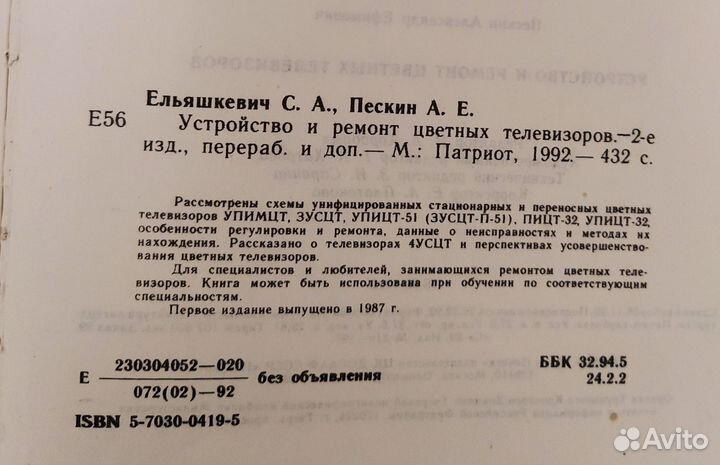 Ельяшкевич С. А., Пескин А. Е.
Е56
Устройство и ремонт цветных телевизоров.—2-е
изд., перераб. и доп.— М.: Патриот, 1992.— 432 с.
Рассмотрены схемы унифицированных стационарных и переносных цветных
телевизоров УПИМЦТ, 3УСЦТ, УПИЦТ-51 (3УСЦТ-П-51), ПИЦТ-32, УПИЦТ-32,
особенности регулировки и ремонта, данные о неисправностях и методах их
нахождения. Рассказано о телевизорах 4УСЦТ и перспективах усовершенство-
вания цветных телевизоров.
Для специалистов и любителей, занимающихся ремонтом цветных теле-
визоров. Книга может быть использована при обучении по соответствующим
специальностям.
Первое издание выпущено в 1987 г.
Е 230304052—020
072(02)—92 без объявления
ББК 32.94.5
24.2.2
ISBN 5-7030-0419-5
Avito